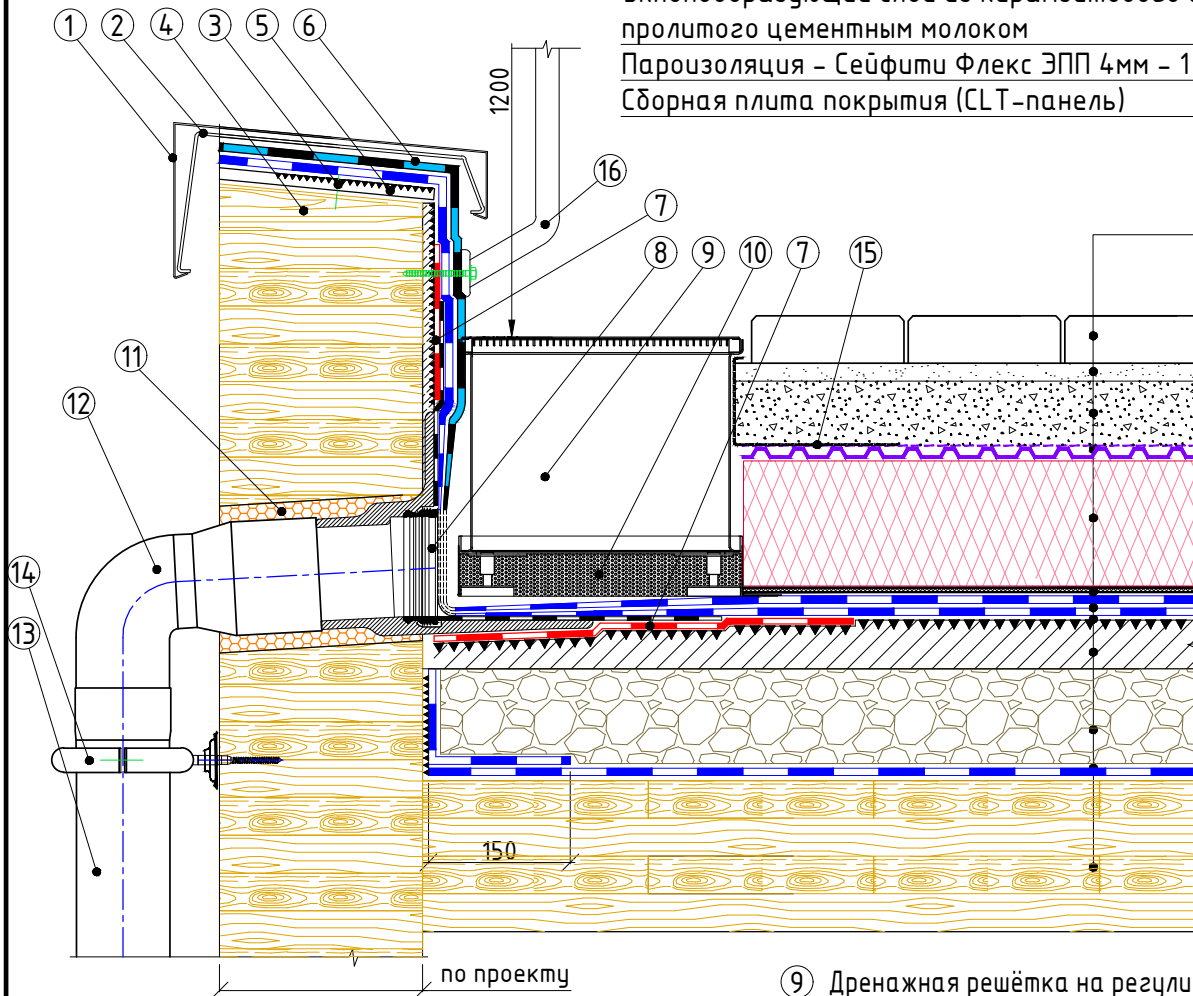 пролитого цементным молоком
Пароизоляция - Сейфити Флекс ЭПП 4мм - 1
Сборная плита покрытия (CLT-панель)
1 2 4 3 5 6
1200
16
7
8 9 10 7 15
11
12
14
13
150
по проекту
9 Дренажная решётка на регули